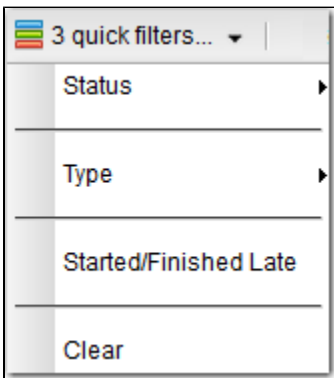 3 quick filters...
Status
Type
Started/Finished Late
Clear